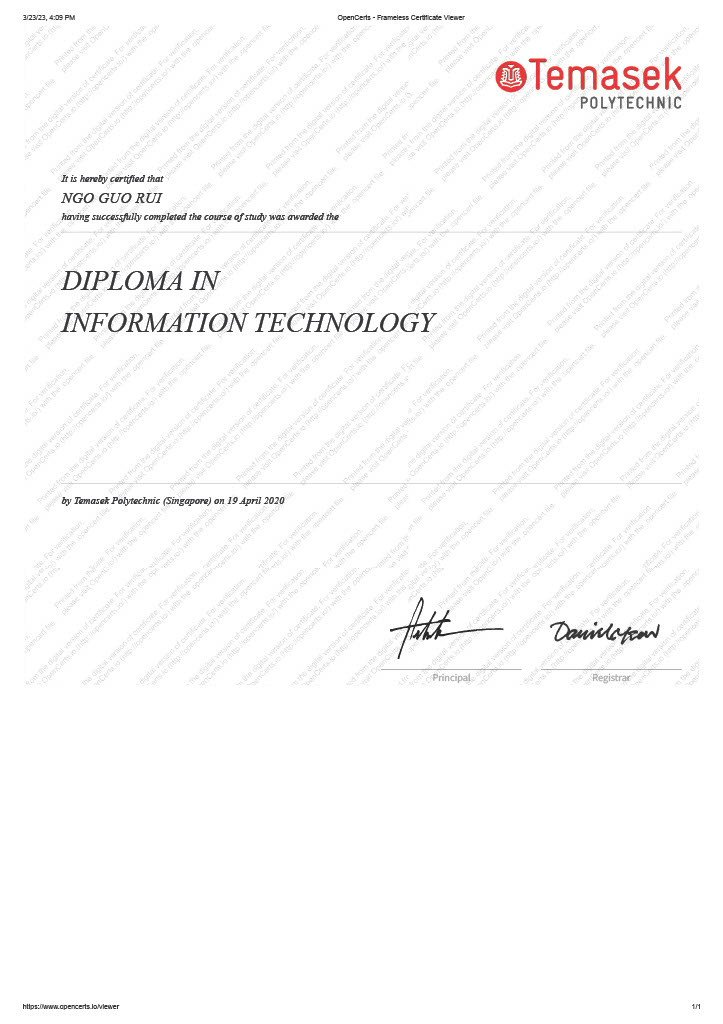 3/23/23, 4:09 PM
OpenCerts - Frameless Certificate Viewer
Temasek
POLYTECHNIC
It is hereby certified that
NGO GUO RUI
having successfully completed the course of study was awarded the
DIPLOMA IN
INFORMATION TECHNOLOGY
by Temasek Polytechnic (Singapore) on 19 April 2020
Principal
Registrar
Printed from the digital version of certificate. For verification,
please visit OpenCerts.io (http://opencerts.io/) with the .opencert file.
https://www.opencerts.io/viewer
1/1